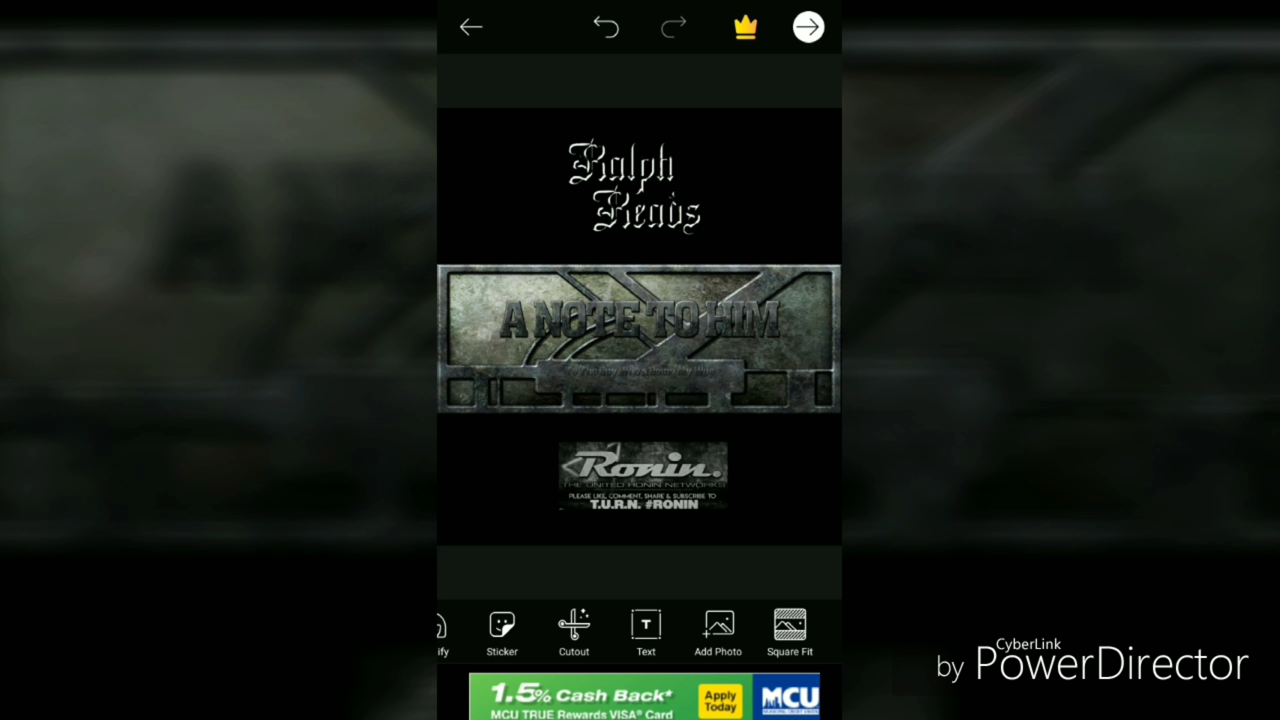 Ralph
Reads
A NOTE TO HIM
Ronin.
THE UNITED RONIN NETWORKS
PLEASE LIKE, COMMENT, SHARE & SUBSCRIBE TO
T.U.R.N. #RONIN
ify
Sticker
Cutout
Text
Add Photo
Square Fit
1.5% Cash Back*
MCU TRUE Rewards VISA® Card
Apply
Today
MCU
CyberLink
by PowerDirector